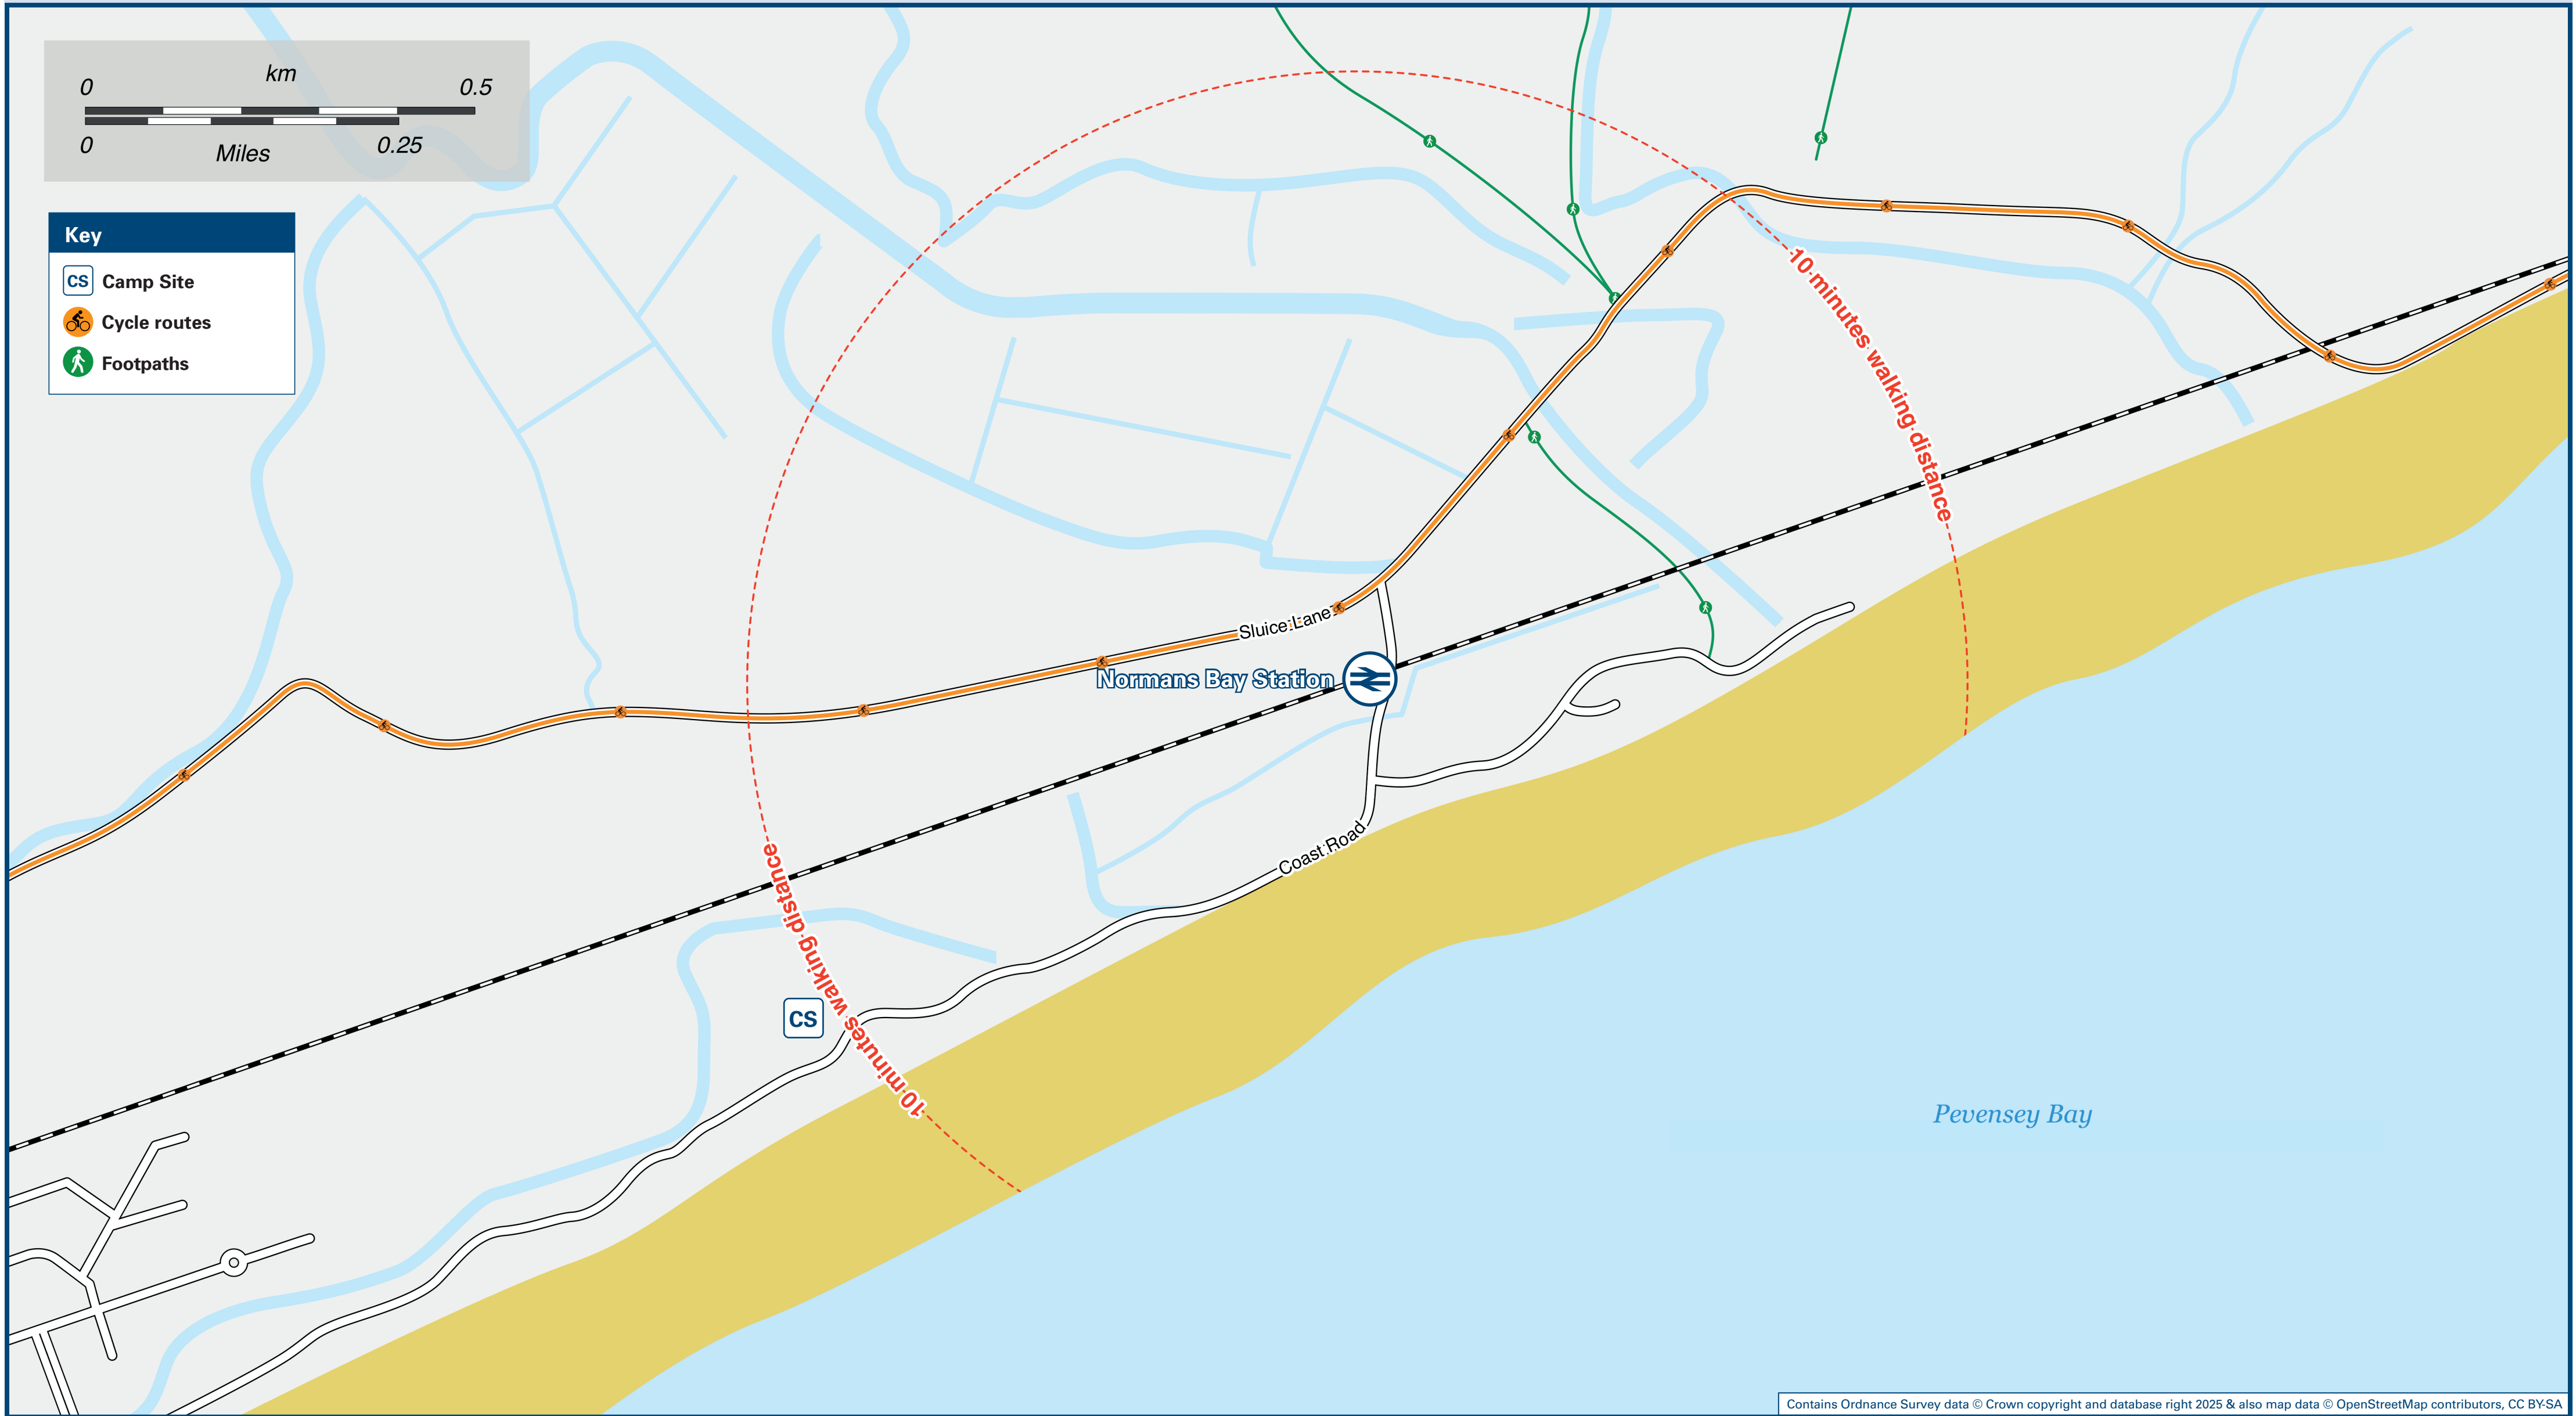 km
0 0.5
0 0.25
Miles
Key
CS Camp Site
Cycle routes
Footpaths
10 minutes walking distance
Sluice Lane
Normans Bay Station
Coast Road
10 minutes walking distance
CS
Pevensey Bay
Contains Ordnance Survey data © Crown copyright and database right 2025 & also map data © OpenStreetMap contributors, CC BY-SA